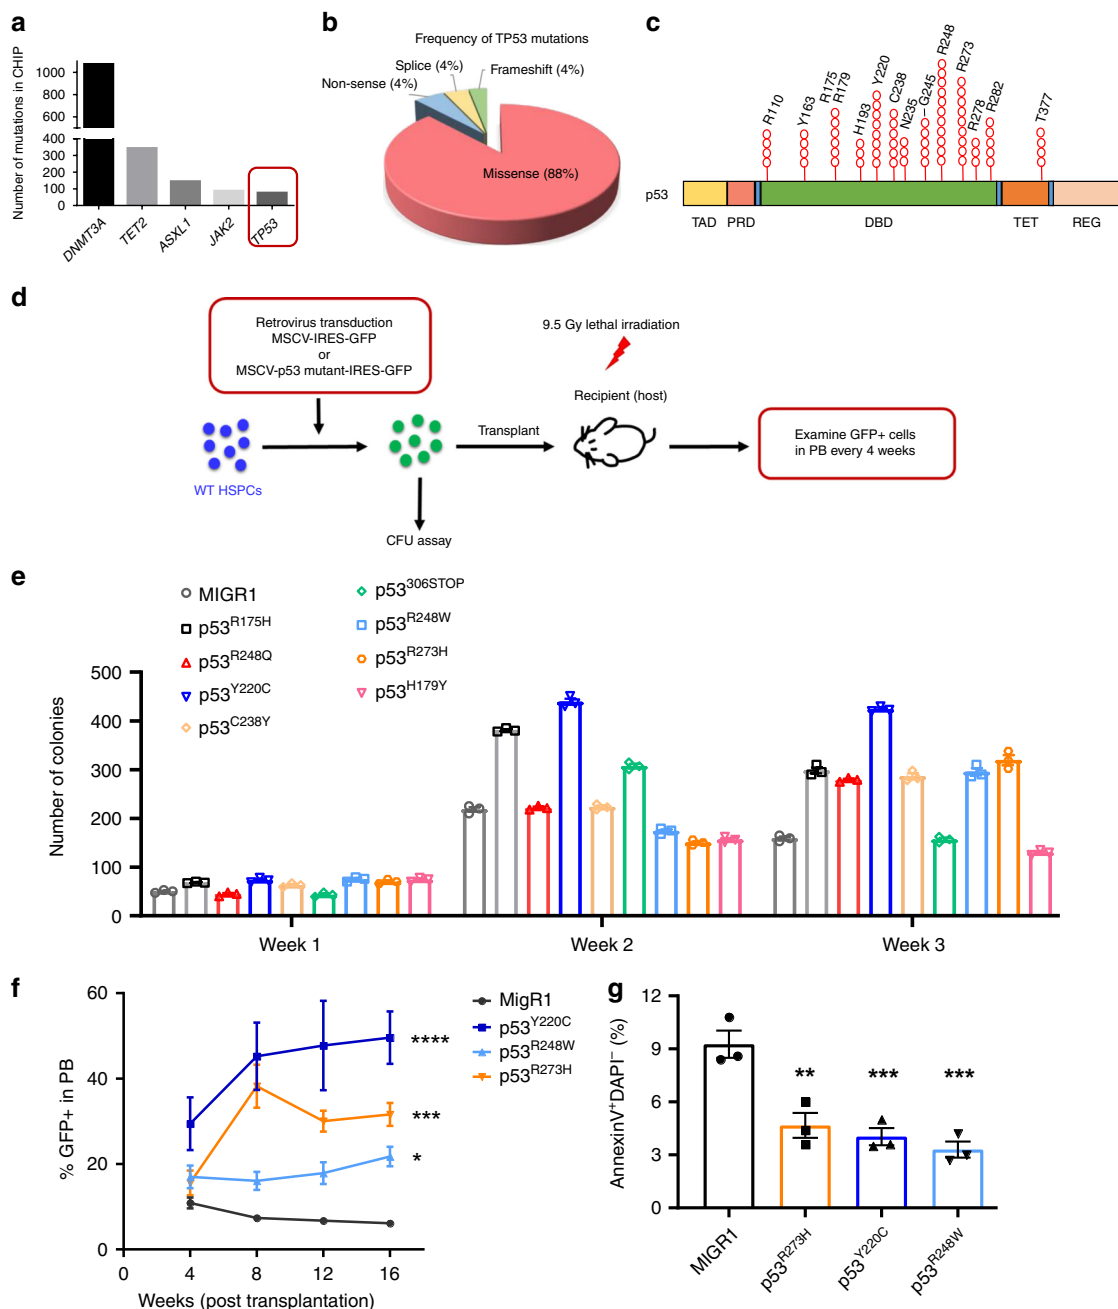 a
Number of mutations in CHIP
1000
800
600
400
300
200
100
0
DNMT3A
TET2
ASXL1
JAK2
TP53
b
Frequency of TP53 mutations
Splice (4%)
Frameshift (4%)
Non-sense (4%)
Missense (88%)
c
R110
Y163
R175
R179
H193
Y220
C238
N235
G245
R248
R273
R278
R282
T377
p53
TAD
PRD
DBD
TET
REG
d
Retrovirus transduction
MSCV-IRES-GFP
or
MSCV-p53 mutant-IRES-GFP
9.5 Gy lethal irradiation
Recipient (host)
Transplant
Examine GFP+ cells
in PB every 4 weeks
WT HSPCs
CFU assay
e
MIGR1
p53R175H
p53R248Q
p53Y220C
p53C238Y
p53306STOP
p53R248W
p53R273H
p53H179Y
Number of colonies
500
400
300
200
100
0
Week 1
Week 2
Week 3
f
% GFP+ in PB
60
40
20
0
0
4
8
12
16
Weeks (post transplantation)
MigR1
p53Y220C
p53R248W
p53R273H
****
***
*
g
AnnexinV+DAPI– (%)
12
9
6
3
0
**
***
***
MIGR1
p53R273H
p53Y220C
p53R248W